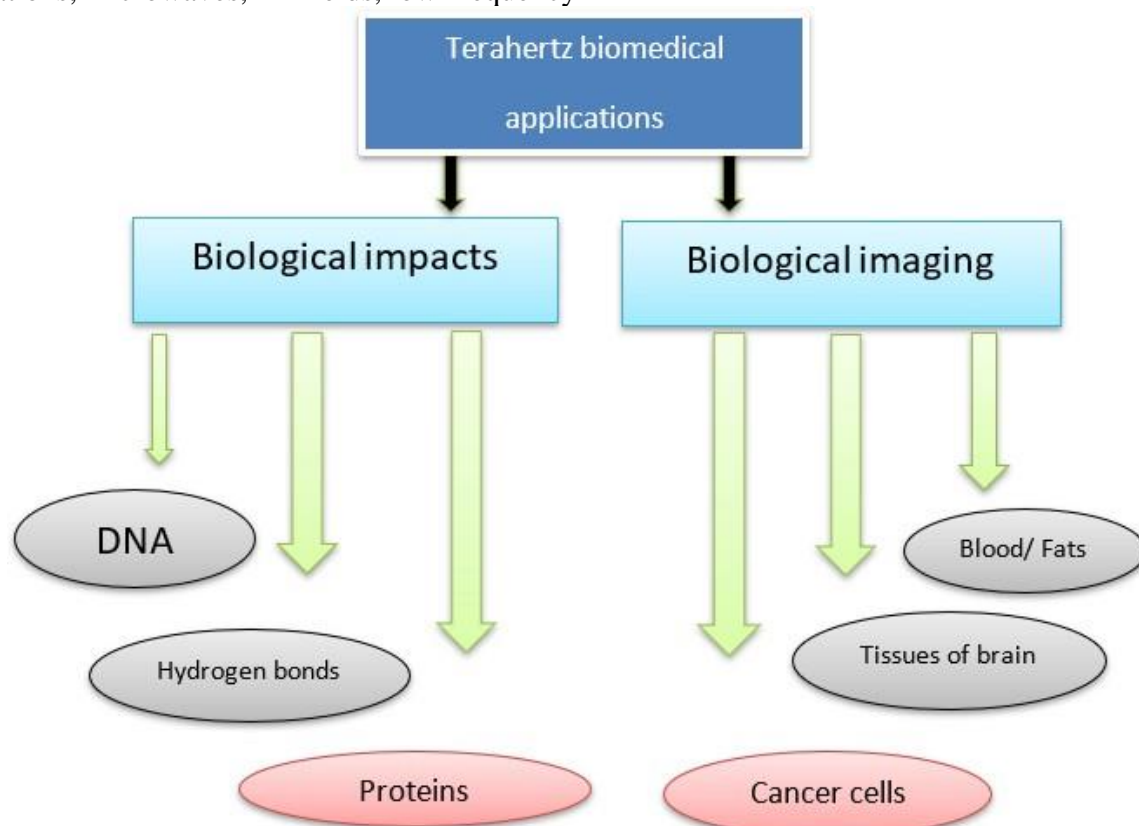 Terahertz biomedical
applications
Biological impacts
Biological imaging
DNA
Blood/ Fats
Hydrogen bonds
Tissues of brain
Proteins
Cancer cells